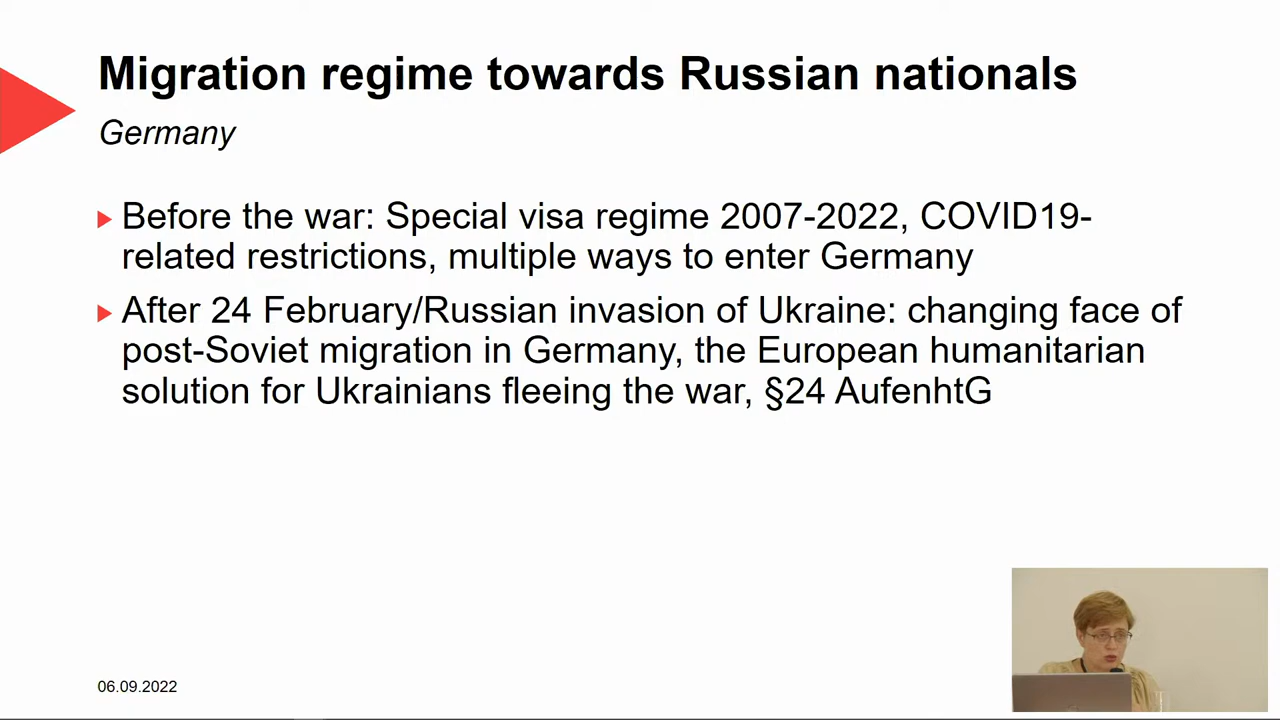 Migration regime towards Russian nationals
Germany
Before the war: Special visa regime 2007-2022, COVID19-
related restrictions, multiple ways to enter Germany
After 24 February/Russian invasion of Ukraine: changing face of
post-Soviet migration in Germany, the European humanitarian
solution for Ukrainians fleeing the war, §24 AufenhtG
06.09.2022